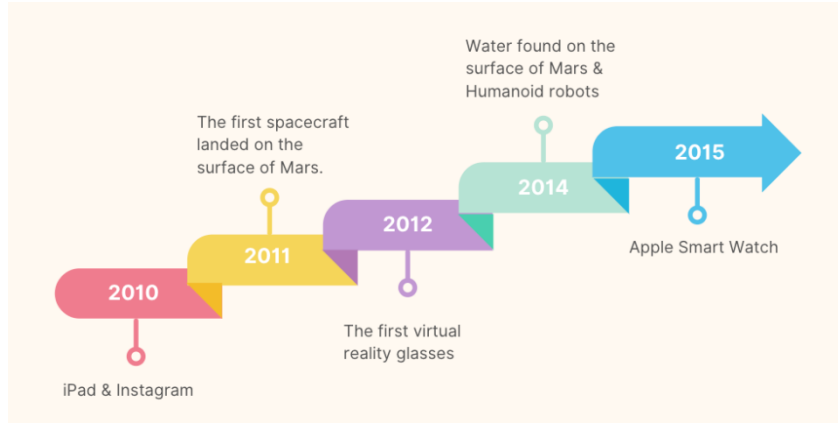 Water found on the
surface of Mars &
Humanoid robots
The first spacecraft
landed on the
surface of Mars.
2015
2014
Apple Smart Watch
2012
2011
2010
The first virtual
reality glasses
iPad & Instagram